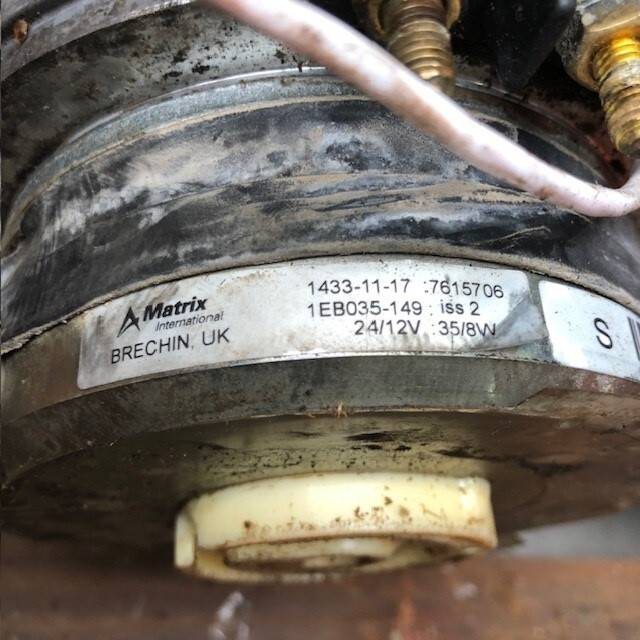 Matrix
International
BRECHIN, UK
1433-11-17 :7615706
1EB035-149 : iss 2
24/12V : 35/8W
S